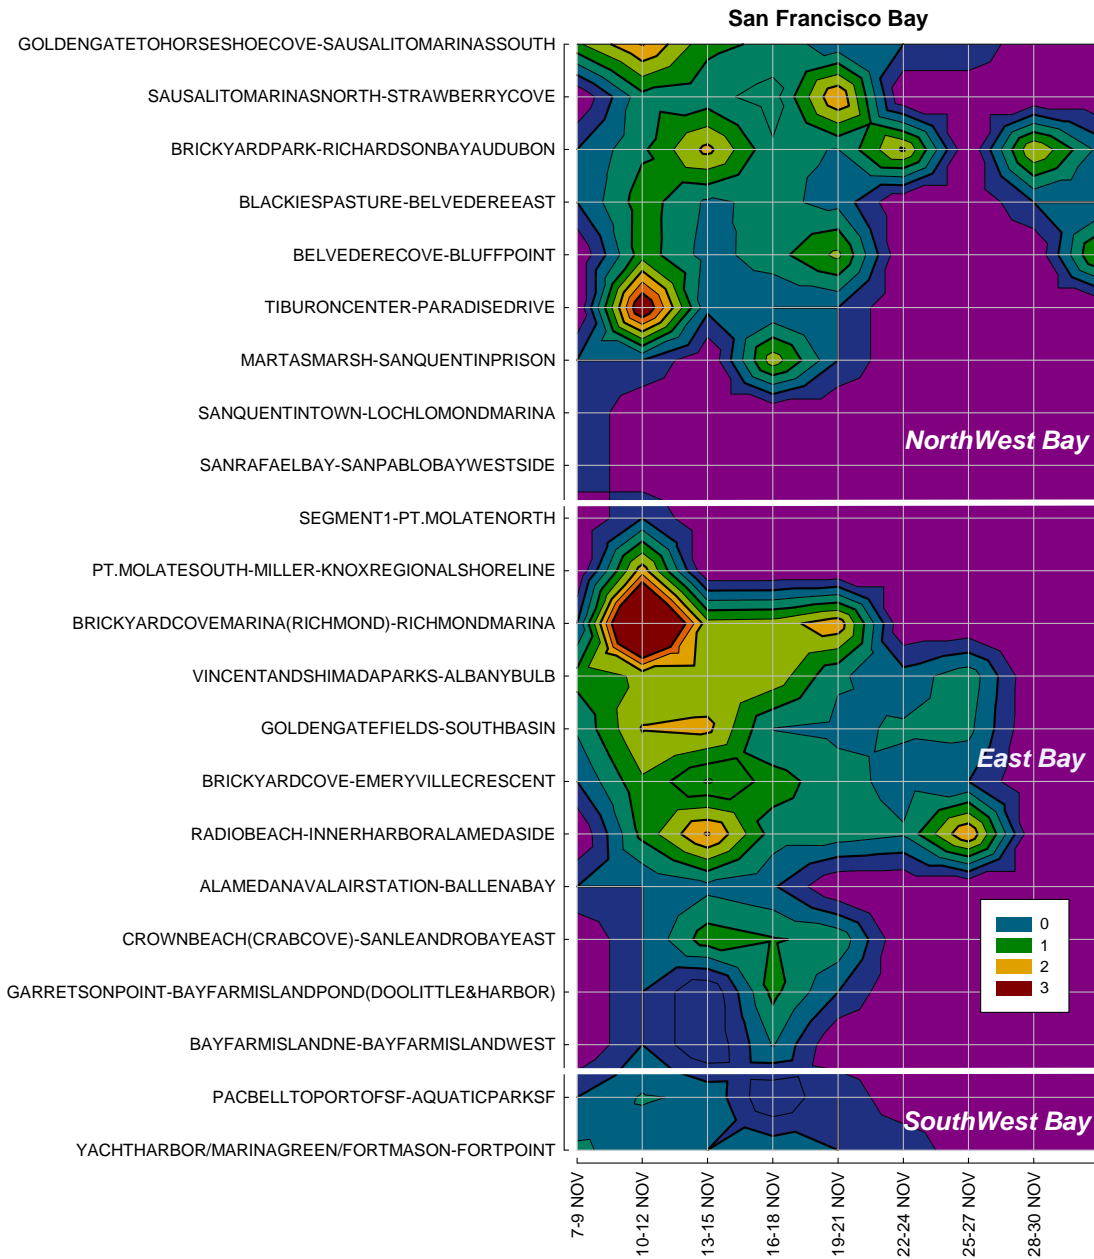 San Francisco Bay
GOLDENGATETOHORSESHOECOVE-SAUSALITOMARINASSOUTH
SAUSALITOMARINASNORTH-STRAWBERRYCOVE
BRICKYARDPARK-RICHARDSONBAYAUDUBON
BLACKIESPASTURE-BELVEDEREEAST
BELVEDERECOVE-BLUFFPOINT
TIBURONCENTER-PARADISEDRIVE
MARTASMARSH-SANQUENTINPRISON
SANQUENTINTOWN-LOCHLOMONDMARINA
NorthWest Bay
SANRAFAELBAY-SANPABLOBAYWESTSIDE
SEGMENT1-PT.MOLATENORTH
PT.MOLATESOUTH-MILLER-KNOXREGIONALSHORELINE
BRICKYARDCOVEMARINA(RICHMOND)-RICHMONDMARINA
VINCENTANDSHIMADAPARKS-ALBANYBULB
GOLDENGATEFIELDS-SOUTHBASIN
East Bay
BRICKYARDCOVE-EMERYVILLECRESCENT
RADIOBEACH-INNERHARBORALAMEDASIDE
ALAMEDANAVALAIRSTATION-BALLENABAY
0
1
2
3
CROWNBEACH(CRABCOVE)-SANLEANDROBAYEAST
GARRETSONPOINT-BAYFARMISLANDPOND(DOOLITTLE&HARBOR)
BAYFARMISLANDNE-BAYFARMISLANDWEST
PACBELLTOPORTOFSF-AQUATICPARKSF
SouthWest Bay
YACHTHARBOR/MARINAGREEN/FORTMASON-FORTPOINT
7-9 NOV
10-12 NOV
13-15 NOV
16-18 NOV
19-21 NOV
22-24 NOV
25-27 NOV
28-30 NOV